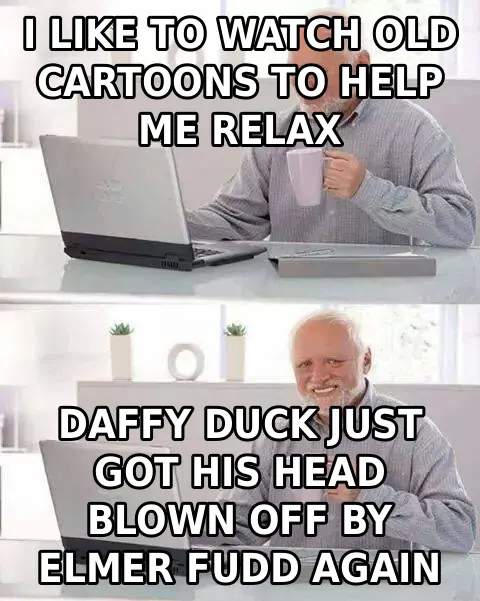 I LIKE TO WATCH OLD
CARTOONS TO HELP
ME RELAX
DAFFY DUCK JUST
GOT HIS HEAD
BLOWN OFF BY
ELMER FUDD AGAIN